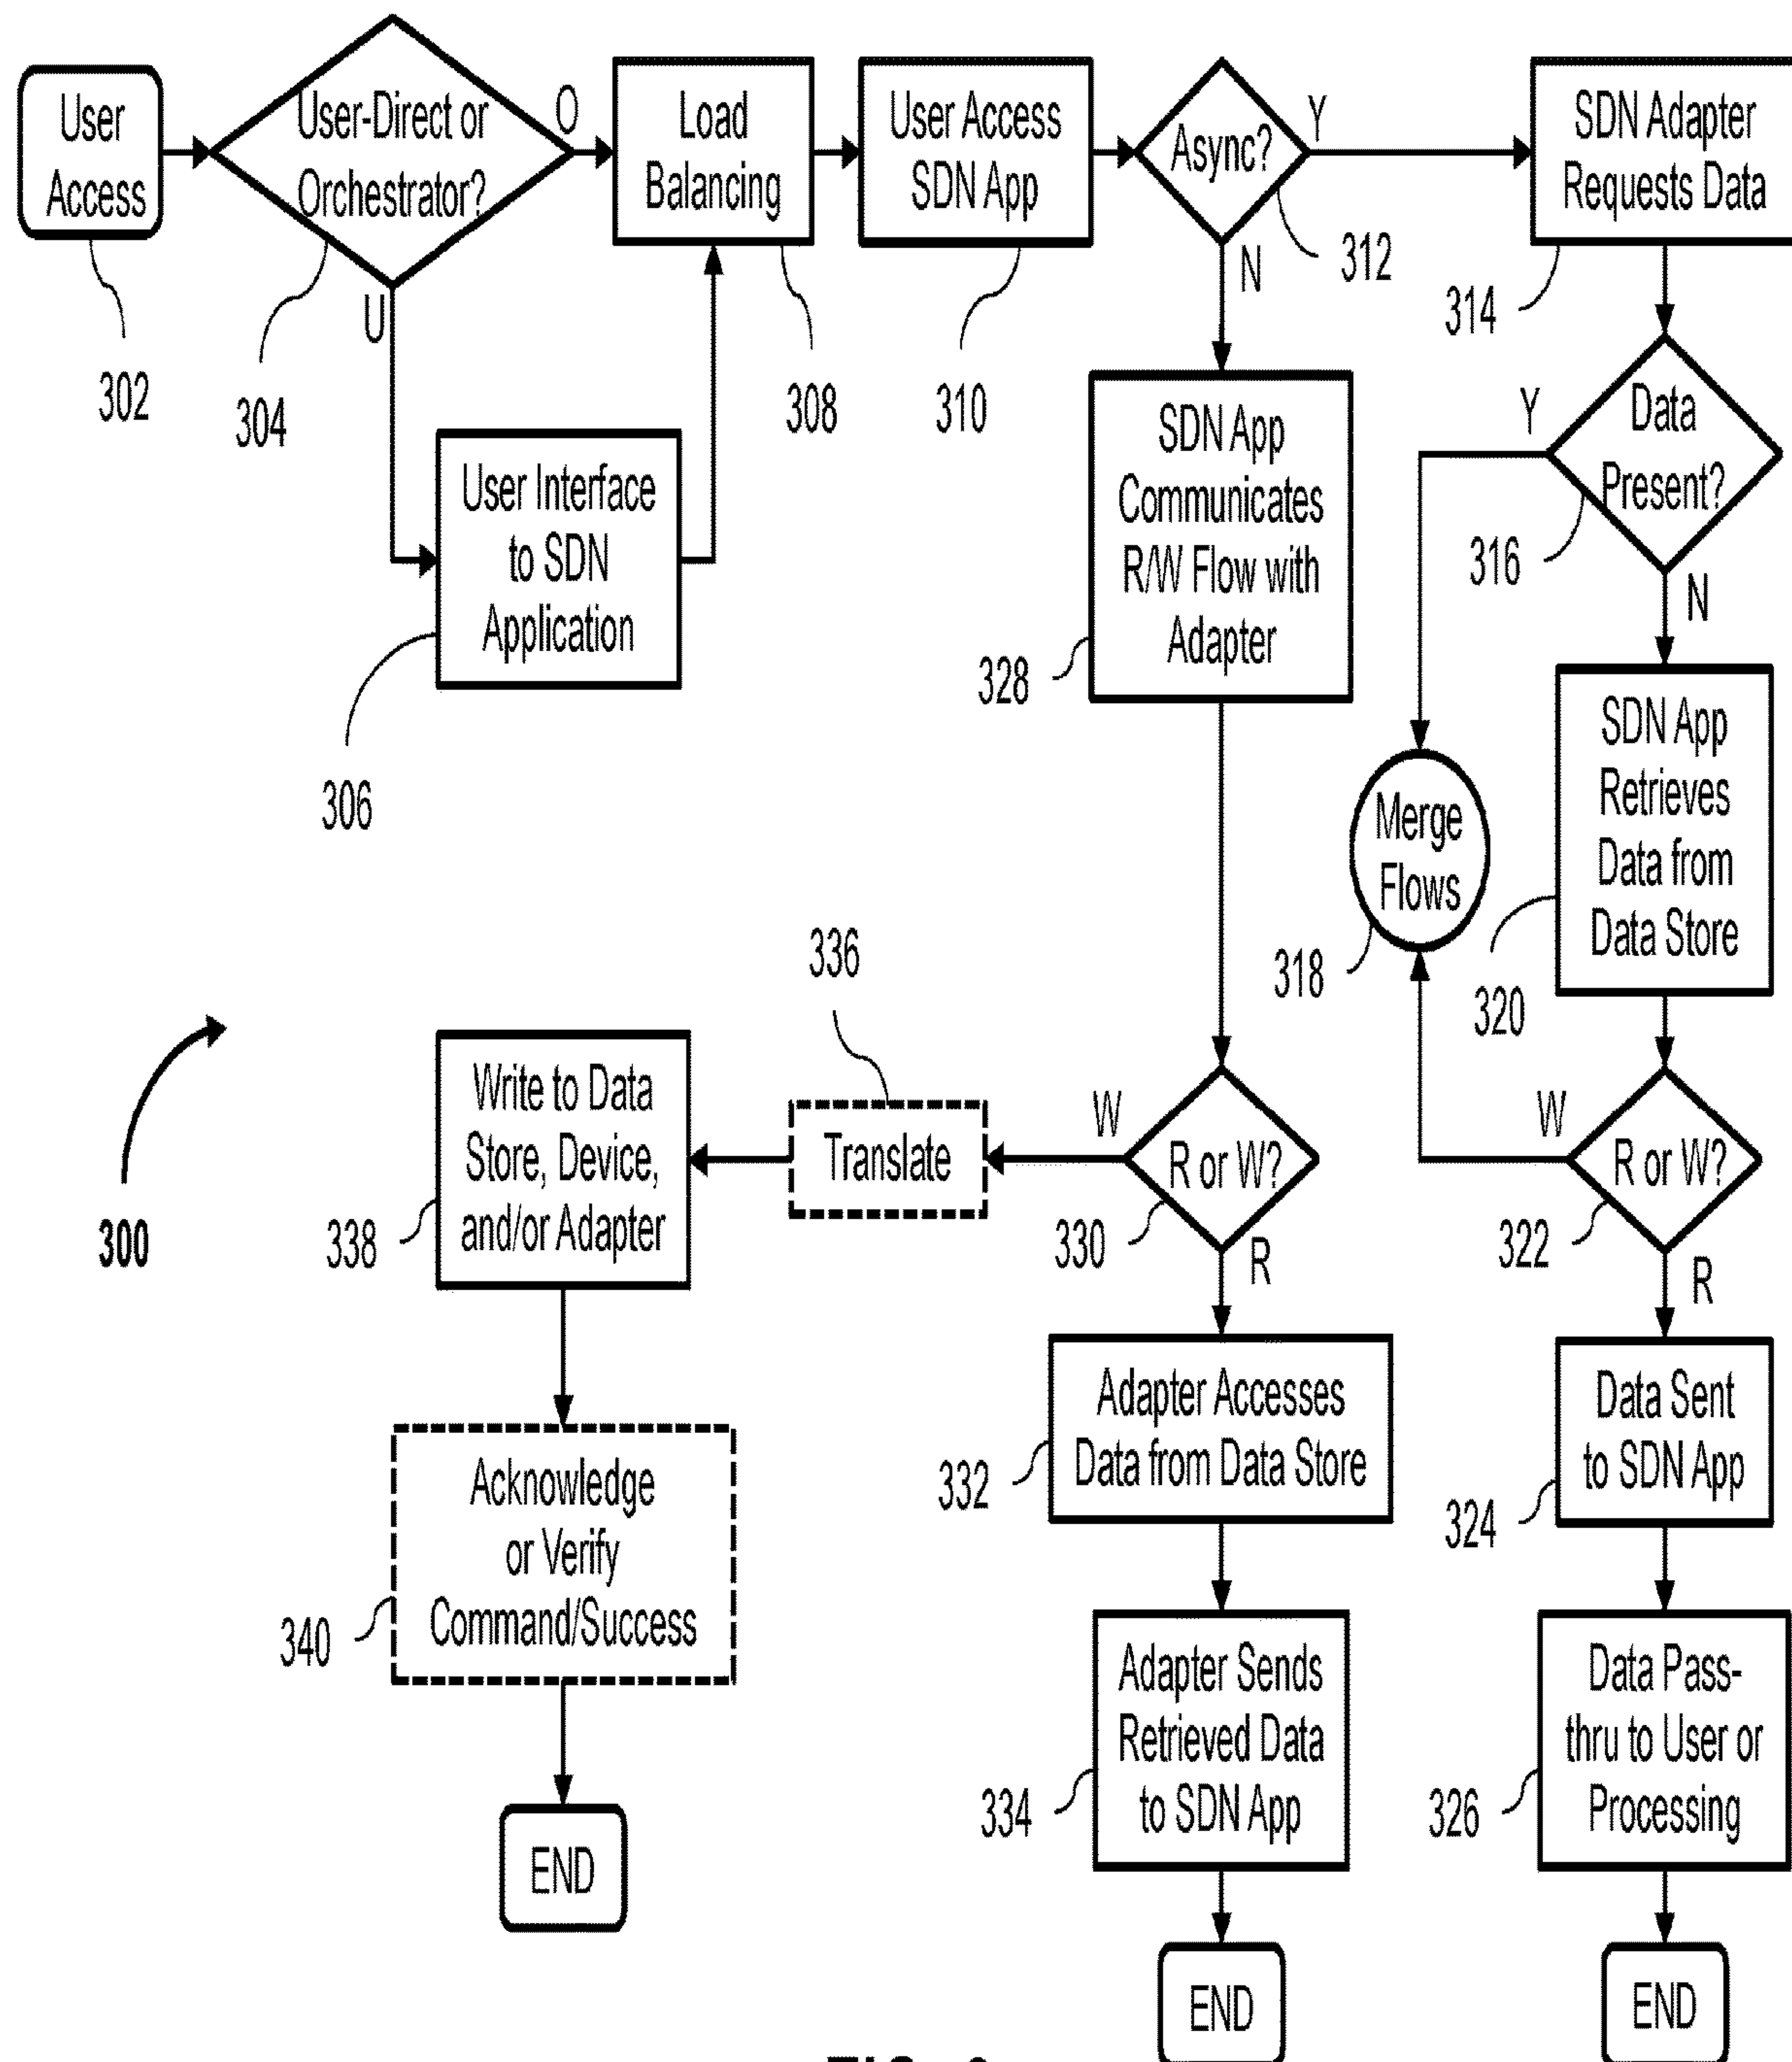 User
Access
302
User-Direct or
Orchestrator?
O
U
304
User Interface
to SDN
Application
306
Load
Balancing
308
User Access
SDN App
310
Async?
Y
N
312
SDN Adapter
Requests Data
314
Data
Present?
Y
N
316
SDN App
Communicates
R/W Flow with
Adapter
328
Merge
Flows
318
SDN App
Retrieves
Data from
Data Store
320
R or W?
W
R
322
Data Sent
to SDN App
324
Data Pass-
thru to User or
Processing
326
END
R or W?
W
R
330
Adapter Accesses
Data from Data Store
332
Adapter Sends
Retrieved Data
to SDN App
334
END
336
Translate
Write to Data
Store, Device,
and/or Adapter
338
Acknowledge
or Verify
Command/Success
340
END
300